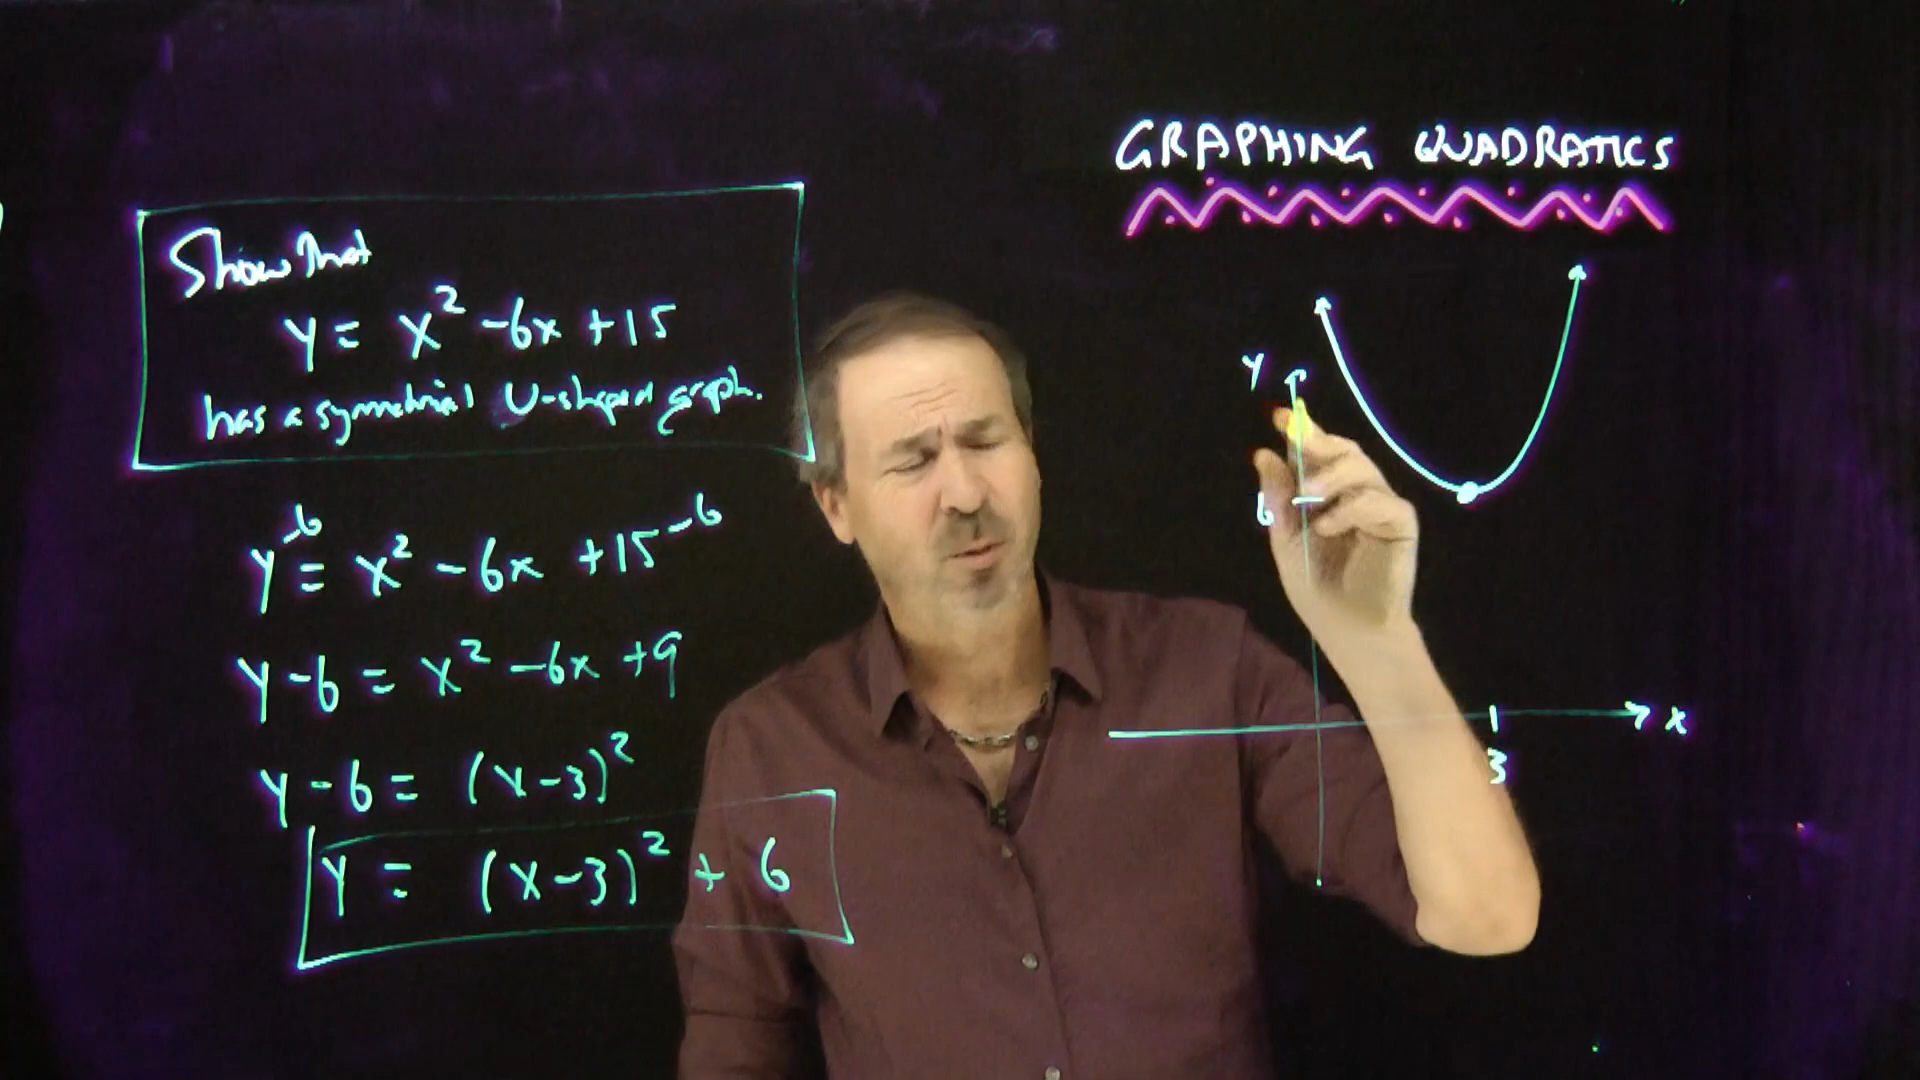 GRAPHING QUADRATICS
Show that
y = x² -6x +15
has a symmetrical U-shaped graph.
y-6 = x² - 6x +15-6
y-6 = x² -6x +9
y-6 = (x-3)²
y = (x-3)² + 6
y
6
x
3